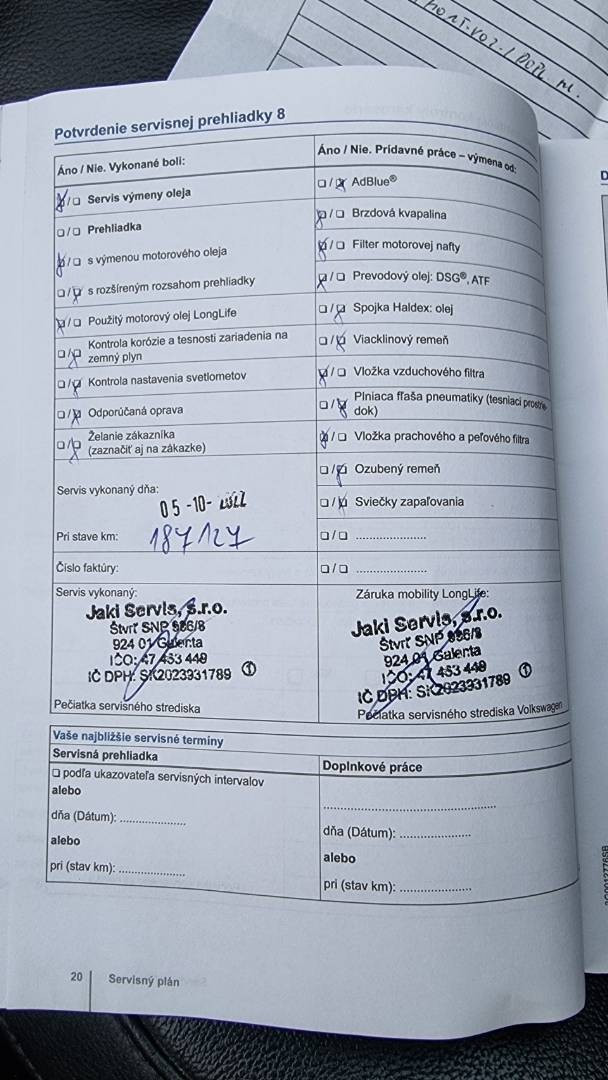 Potvrdenie servisnej prehliadky 8
Áno / Nie. Vykonané boli:
☒ / ☐ Servis výmeny oleja
☐ / ☐ Prehliadka
☒ / ☐ s výmenou motorového oleja
☐ / ☒ s rozšíreným rozsahom prehliadky
☒ / ☐ Použitý motorový olej LongLife
☐ / ☒ Kontrola korózie a tesnosti zariadenia na
zemný plyn
☐ / ☒ Kontrola nastavenia svetlometov
☐ / ☒ Odporúčaná oprava
☐ / ☒ Želanie zákazníka
(zaznačiť aj na zákazke)
Servis vykonaný dňa:
05-10-
Pri stave km: 187127
Číslo faktúry:
Servis vykonaný:
Jaki Servis, s.r.o.
Štvrť SNP 986/8
924 01 Galanta
IČO: 47 453 449
IČ DPH: SK2023931789 ①
Pečiatka servisného strediska
Áno / Nie. Prídavné práce – výmena od:
☐ / ☒ AdBlue®
☒ / ☐ Brzdová kvapalina
☒ / ☐ Filter motorovej nafty
☒ / ☐ Prevodový olej: DSG®, ATF
☐ / ☒ Spojka Haldex: olej
☐ / ☒ Viacklinový remeň
☒ / ☐ Vložka vzduchového filtra
☐ / ☒ Plniaca fľaša pneumatiky (tesniaci prostrie-
dok)
☒ / ☐ Vložka prachového a peľového filtra
☐ / ☒ Ozubený remeň
☐ / ☒ Sviečky zapaľovania
☐ / ☐ ......................
☐ / ☐ ......................
Záruka mobility LongLife:
Jaki Servis, s.r.o.
Štvrť SNP 986/8
924 01 Galanta
IČO: 47 453 449
IČ DPH: SK2023931789 ①
Pečiatka servisného strediska Volkswagen
Vaše najbližšie servisné termíny
Servisná prehliadka
☐ podľa ukazovateľa servisných intervalov
alebo
dňa (Dátum): ....................
alebo
pri (stav km): ....................
Doplnkové práce
......................................................
dňa (Dátum): ......................
alebo
pri (stav km): ......................
20 Servisný plán